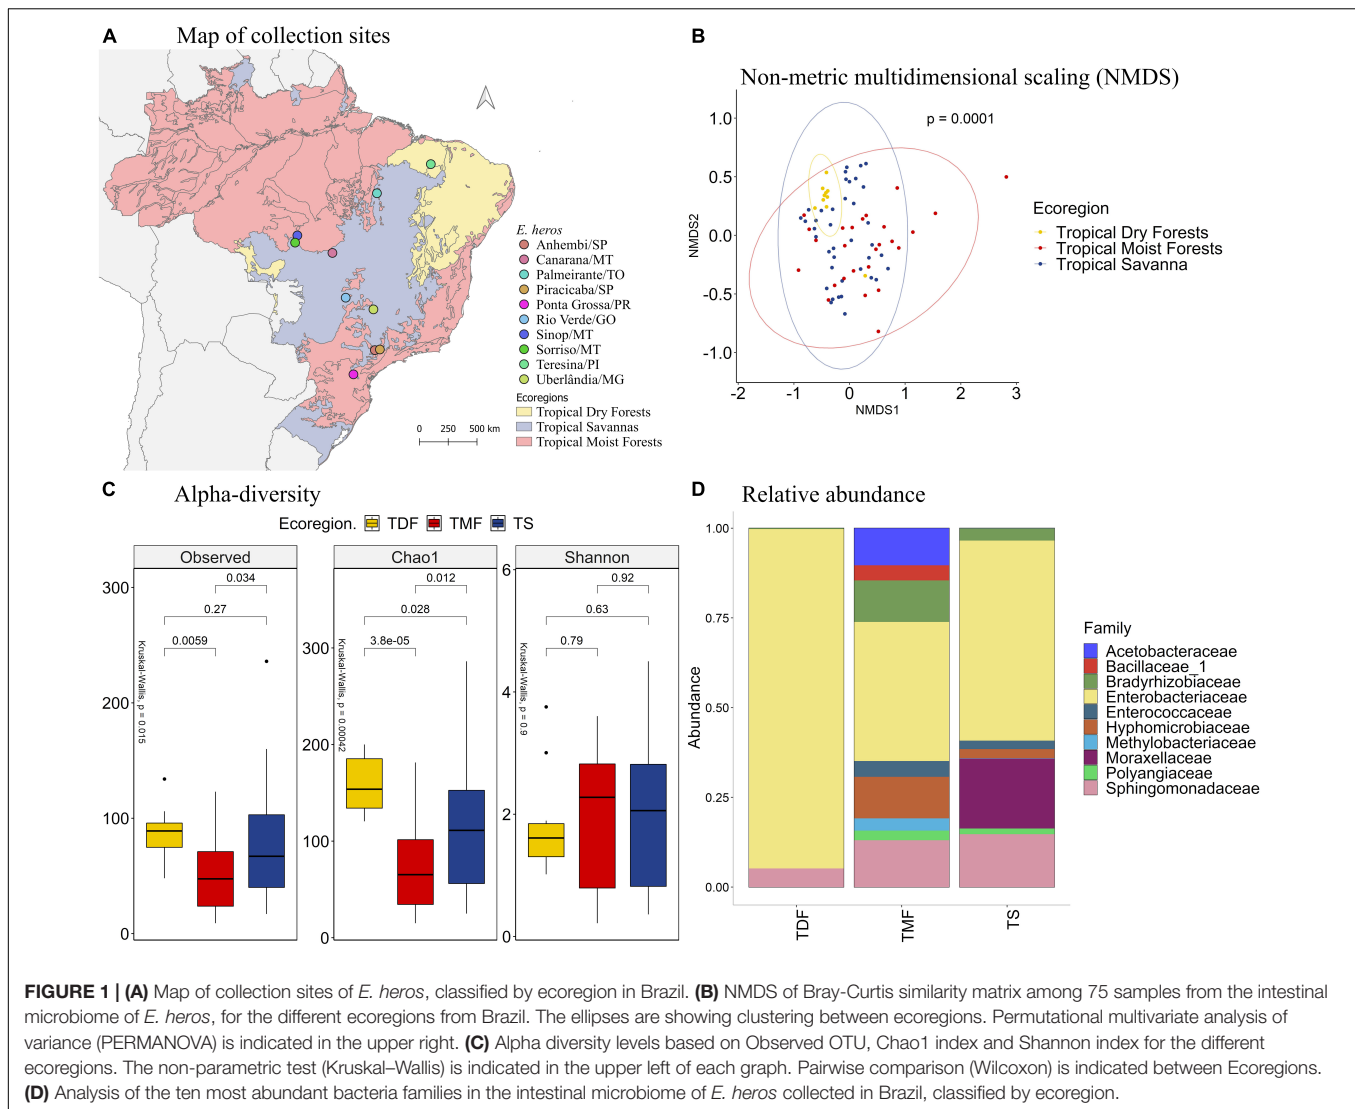 A Map of collection sites
E. heros
Anhembi/SP
Canarana/MT
Palmeirante/TO
Piracicaba/SP
Ponta Grossa/PR
Rio Verde/GO
Sinop/MT
Sorriso/MT
Teresina/PI
Uberlândia/MG
Ecoregions
Tropical Dry Forests
Tropical Savannas
Tropical Moist Forests
0 250 500 km
B
Non-metric multidimensional scaling (NMDS)
p = 0.0001
1.0
0.5
0.0
-0.5
-1.0
NMDS2
-2 -1 0 1 2 3
NMDS1
Ecoregion
Tropical Dry Forests
Tropical Moist Forests
Tropical Savanna
C Alpha-diversity
Ecoregion. TDF TMF TS
Observed
300
200
100
0
0.034
0.27
0.0059
Kruskal-Wallis, p = 0.015
Chao1
300
200
100
0
0.012
0.028
3.8e-05
Kruskal-Wallis, p = 0.00042
Shannon
6
4
2
0
0.92
0.63
0.79
Kruskal-Wallis, p = 0.9
D Relative abundance
1.00
0.75
0.50
0.25
0.00
Abundance
TDF
TMF
TS
Family
Acetobacteraceae
Bacillaceae_1
Bradyrhizobiaceae
Enterobacteriaceae
Enterococcaceae
Hyphomicrobiaceae
Methylobacteriaceae
Moraxellaceae
Polyangiaceae
Sphingomonadaceae
FIGURE 1 | (A) Map of collection sites of E. heros, classified by ecoregion in Brazil. (B) NMDS of Bray-Curtis similarity matrix among 75 samples from the intestinal
microbiome of E. heros, for the different ecoregions from Brazil. The ellipses are showing clustering between ecoregions. Permutational multivariate analysis of
variance (PERMANOVA) is indicated in the upper right. (C) Alpha diversity levels based on Observed OTU, Chao1 index and Shannon index for the different
ecoregions. The non-parametric test (Kruskal–Wallis) is indicated in the upper left of each graph. Pairwise comparison (Wilcoxon) is indicated between Ecoregions.
(D) Analysis of the ten most abundant bacteria families in the intestinal microbiome of E. heros collected in Brazil, classified by ecoregion.